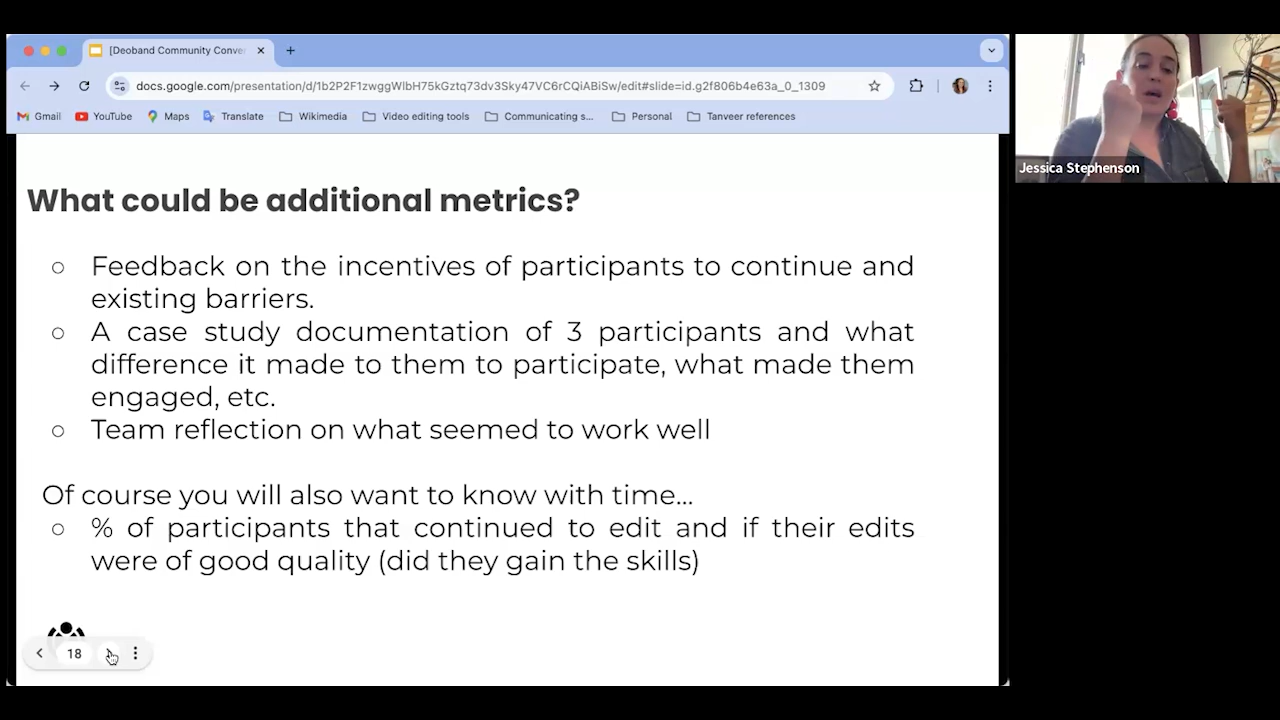 [Deoband Community Conve
docs.google.com/presentation/d/1b2P2F1zwggWlbH75kGztq73dv3Sky47VC6rCQiABiSw/edit#slide=id.g2f806b4e63a_0_1309
Gmail YouTube Maps Translate Wikimedia Video editing tools Communicating s... Personal Tanveer references
Jessica Stephenson
What could be additional metrics?
Feedback on the incentives of participants to continue and
existing barriers.
A case study documentation of 3 participants and what
difference it made to them to participate, what made them
engaged, etc.
Team reflection on what seemed to work well
Of course you will also want to know with time...
% of participants that continued to edit and if their edits
were of good quality (did they gain the skills)
18